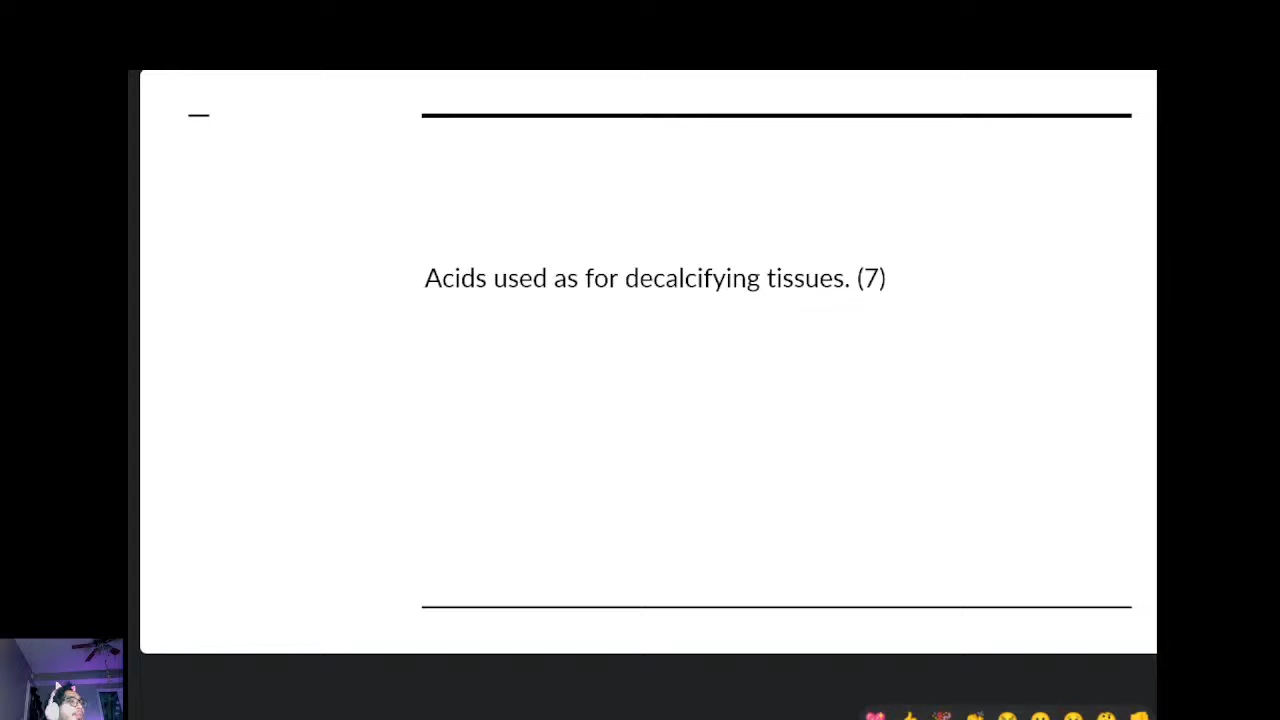 Acids used as for decalcifying tissues. (7)